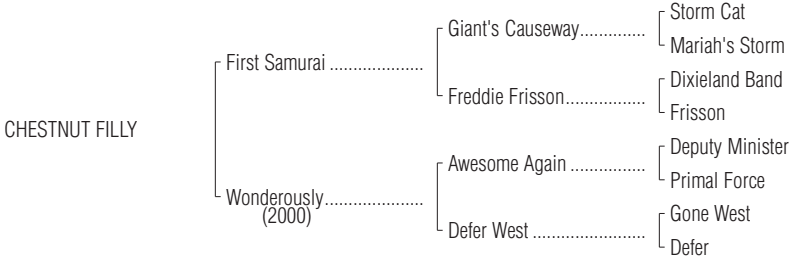 Storm Cat
Giant's Causeway..............
Mariah's Storm
First Samurai ....................
Dixieland Band
Freddie Frisson.................
Frisson
CHESTNUT FILLY
Deputy Minister
Awesome Again ................
Primal Force
Wonderously.....................
(2000)
Gone West
Defer West ........................
Defer